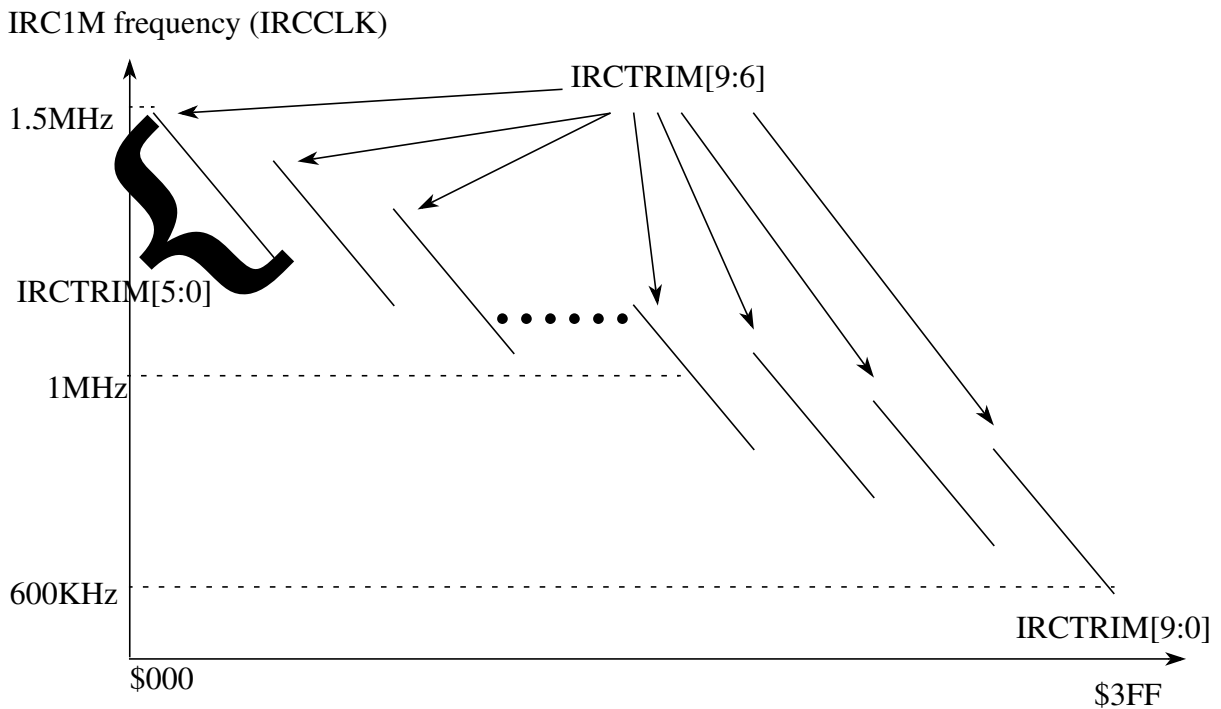 IRC1M frequency (IRCCLK)
IRCTRIM[9:6]
1.5MHz
IRCTRIM[5:0]
1MHz
600KHz
IRCTRIM[9:0]
$000
$3FF